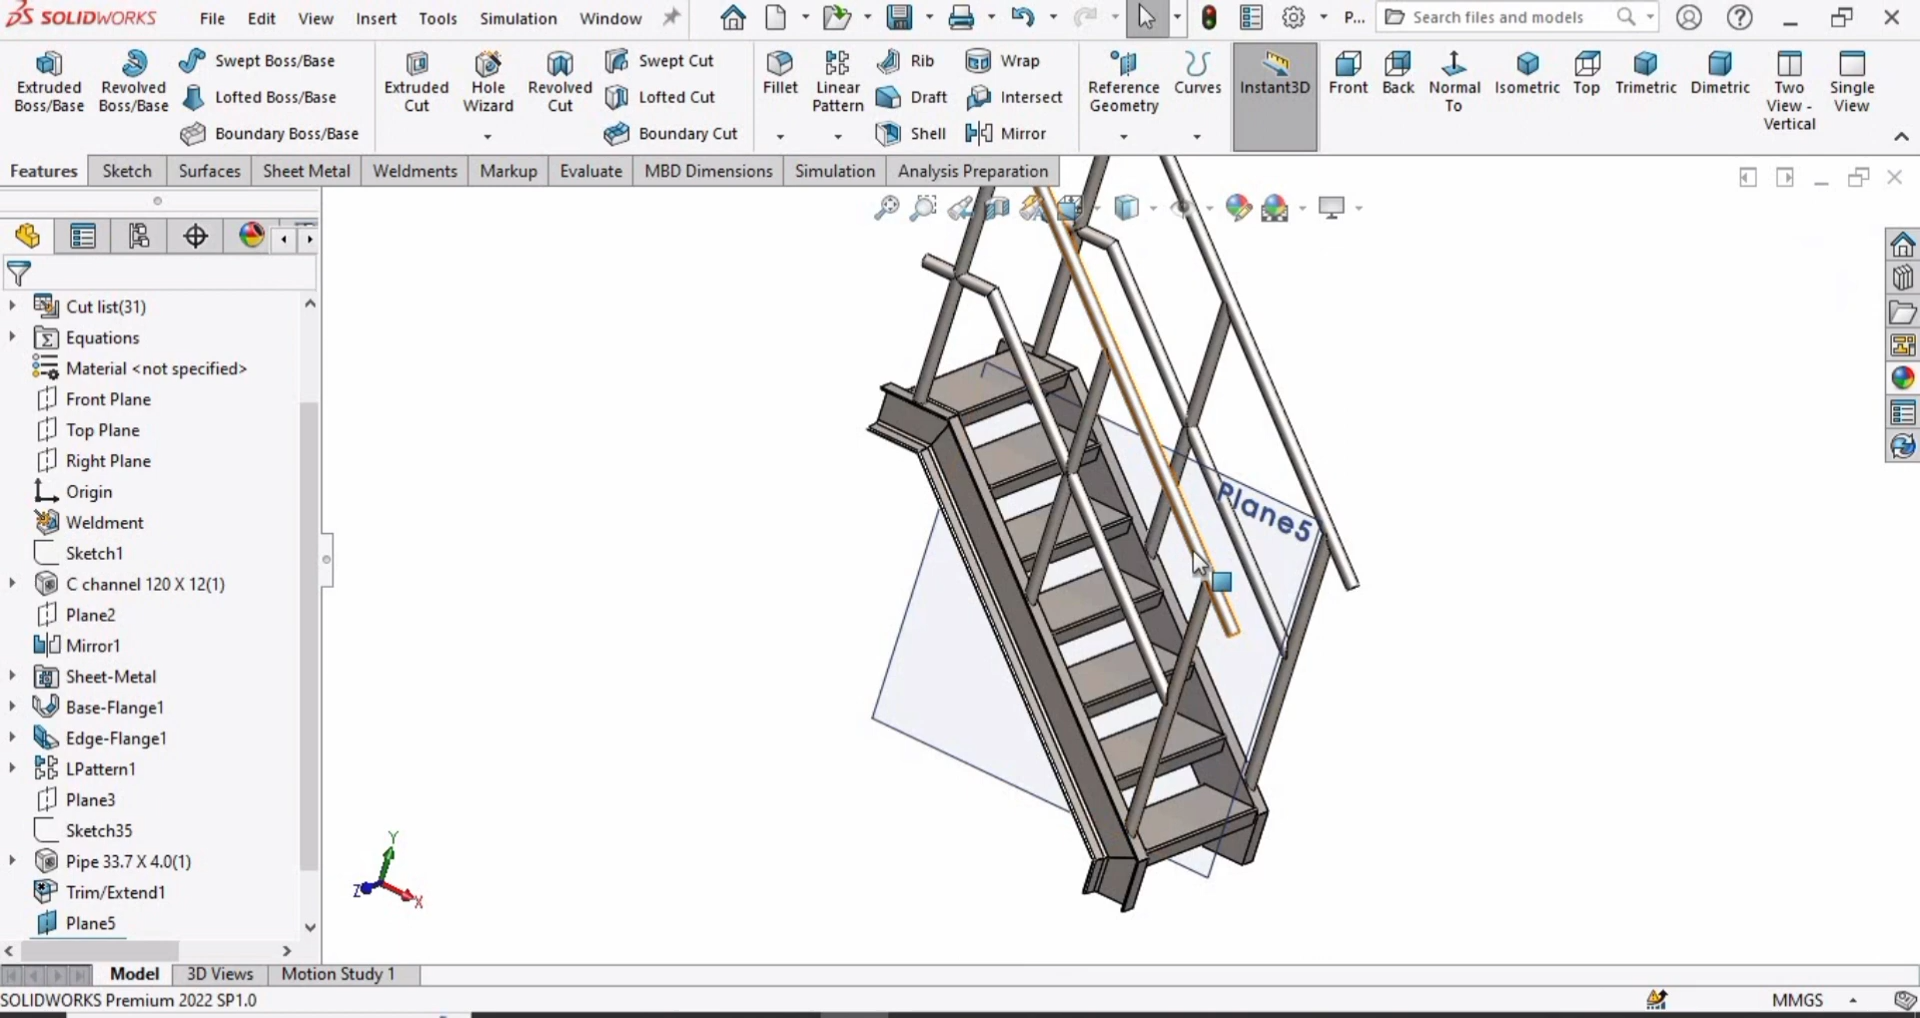 SOLIDWORKS File Edit View Insert Tools Simulation Window P... Search files and models
Extruded Boss/Base
Revolved Boss/Base
Swept Boss/Base
Lofted Boss/Base
Boundary Boss/Base
Extruded Cut
Hole Wizard
Revolved Cut
Swept Cut
Lofted Cut
Boundary Cut
Fillet
Linear Pattern
Rib
Draft
Shell
Wrap
Intersect
Mirror
Reference Geometry
Curves
Instant3D
Front
Back
Normal To
Isometric
Top
Trimetric
Dimetric
Two View - Vertical
Single View
Features Sketch Surfaces Sheet Metal Weldments Markup Evaluate MBD Dimensions Simulation Analysis Preparation
Cut list(31)
Equations
Material <not specified>
Front Plane
Top Plane
Right Plane
Origin
Weldment
Sketch1
C channel 120 X 12(1)
Plane2
Mirror1
Sheet-Metal
Base-Flange1
Edge-Flange1
LPattern1
Plane3
Sketch35
Pipe 33.7 X 4.0(1)
Trim/Extend1
Plane5
Plane5
Y
Z
X
Model 3D Views Motion Study 1
SOLIDWORKS Premium 2022 SP1.0 MMGS